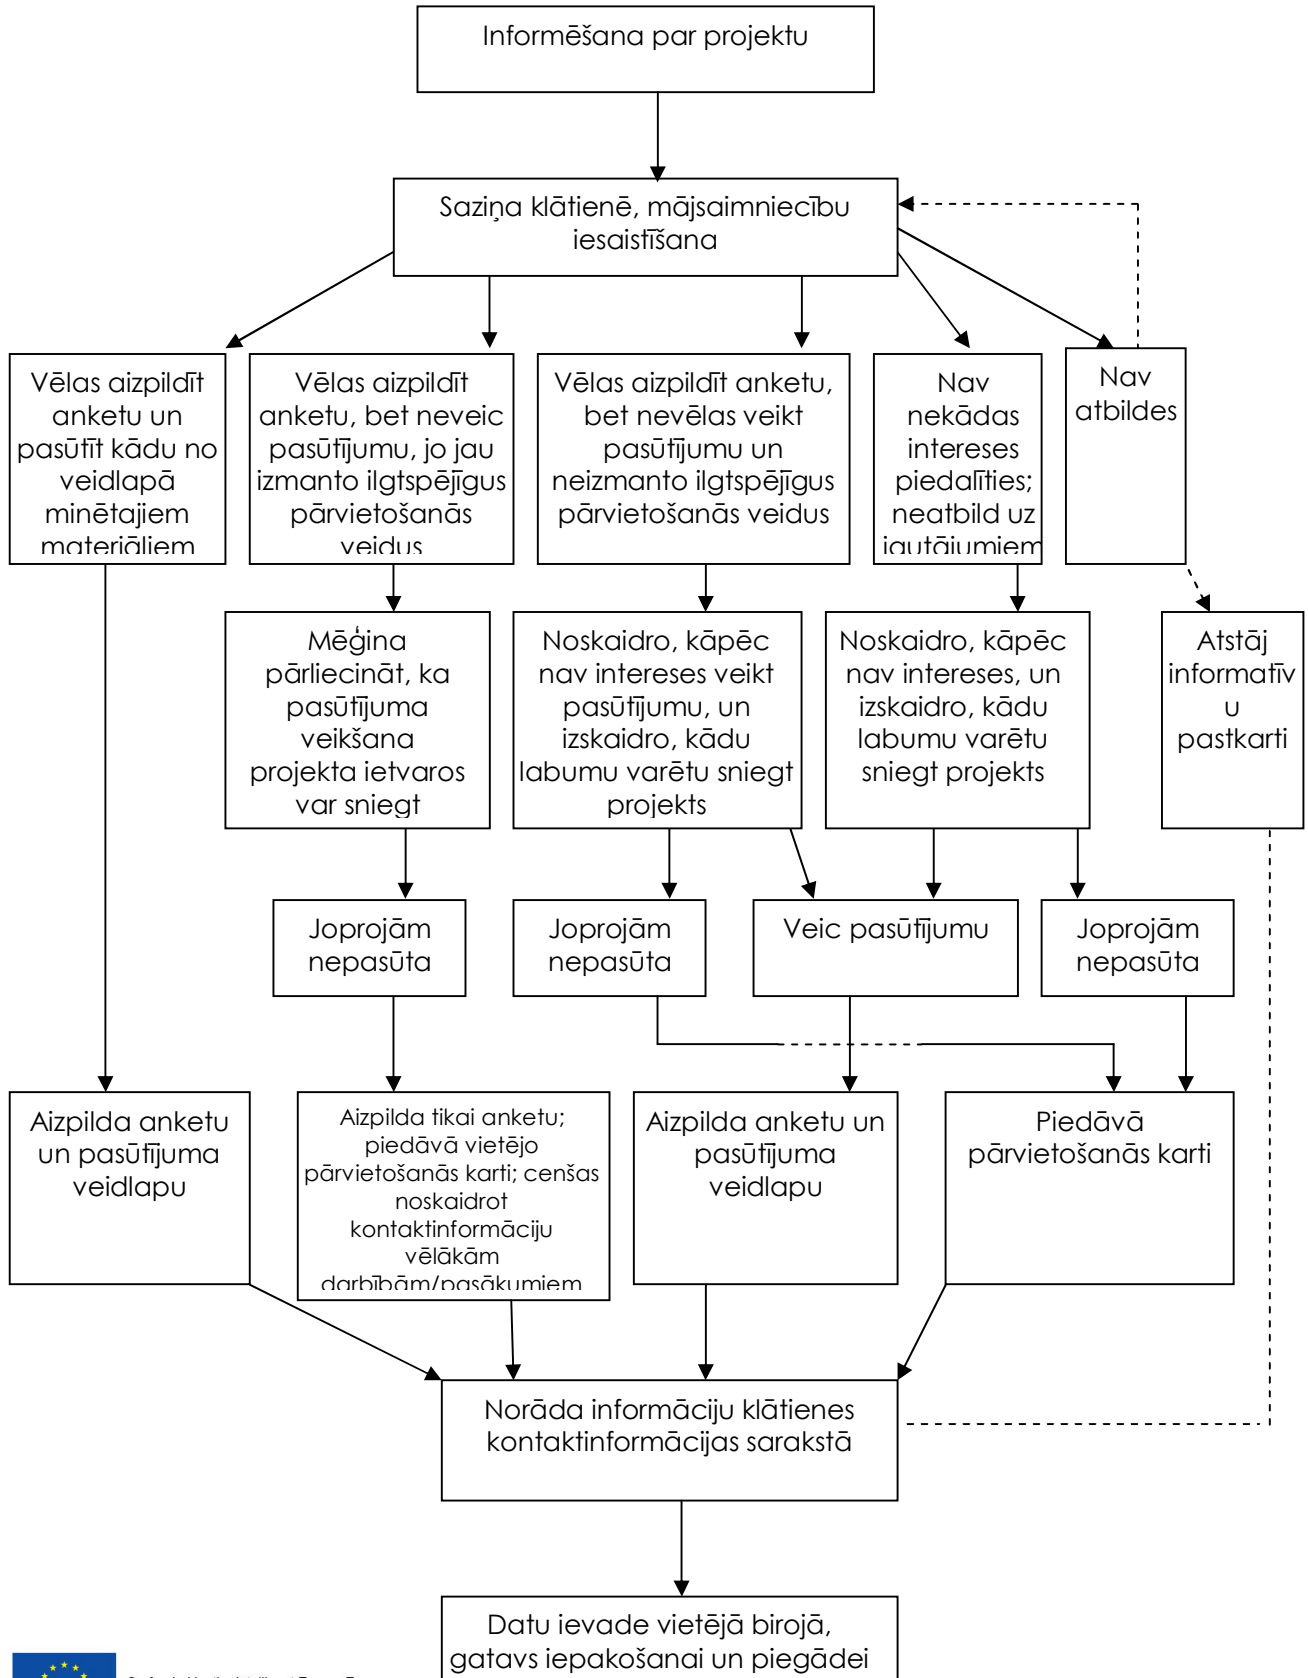 Informēšana par projektu
Saziņa klātienē, mājsaimniecību
iesaistīšana
Vēlas aizpildīt
anketu un
pasūtīt kādu no
veidlapā
minētajiem
materiāliem
Vēlas aizpildīt
anketu, bet neveic
pasūtījumu, jo jau
izmanto ilgtspējīgus
pārvietošanās
veidus
Vēlas aizpildīt anketu,
bet nevēlas veikt
pasūtījumu un
neizmanto ilgtspējīgus
pārvietošanās veidus
Nav
nekādas
intereses
piedalīties;
neatbild uz
jautājumiem
Nav
atbildes
Mēģina
pārliecināt, ka
pasūtījuma
veikšana
projekta ietvaros
var sniegt
Noskaidro, kāpēc
nav intereses veikt
pasūtījumu, un
izskaidro, kādu
labumu varētu sniegt
projekts
Noskaidro, kāpēc
nav intereses, un
izskaidro, kādu
labumu varētu
sniegt projekts
Atstāj
informatīv
u
pastkarti
Joprojām
nepasūta
Joprojām
nepasūta
Veic pasūtījumu
Joprojām
nepasūta
Aizpilda anketu
un pasūtījuma
veidlapu
Aizpilda tikai anketu;
piedāvā vietējo
pārvietošanās karti; cenšas
noskaidrot
kontaktinformāciju
vēlākām
darbībām/pasākumiem
Aizpilda anketu un
pasūtījuma
veidlapu
Piedāvā
pārvietošanās karti
Norāda informāciju klātienes
kontaktinformācijas sarakstā
Datu ievade vietējā birojā,
gatavs iepakošanai un piegādei